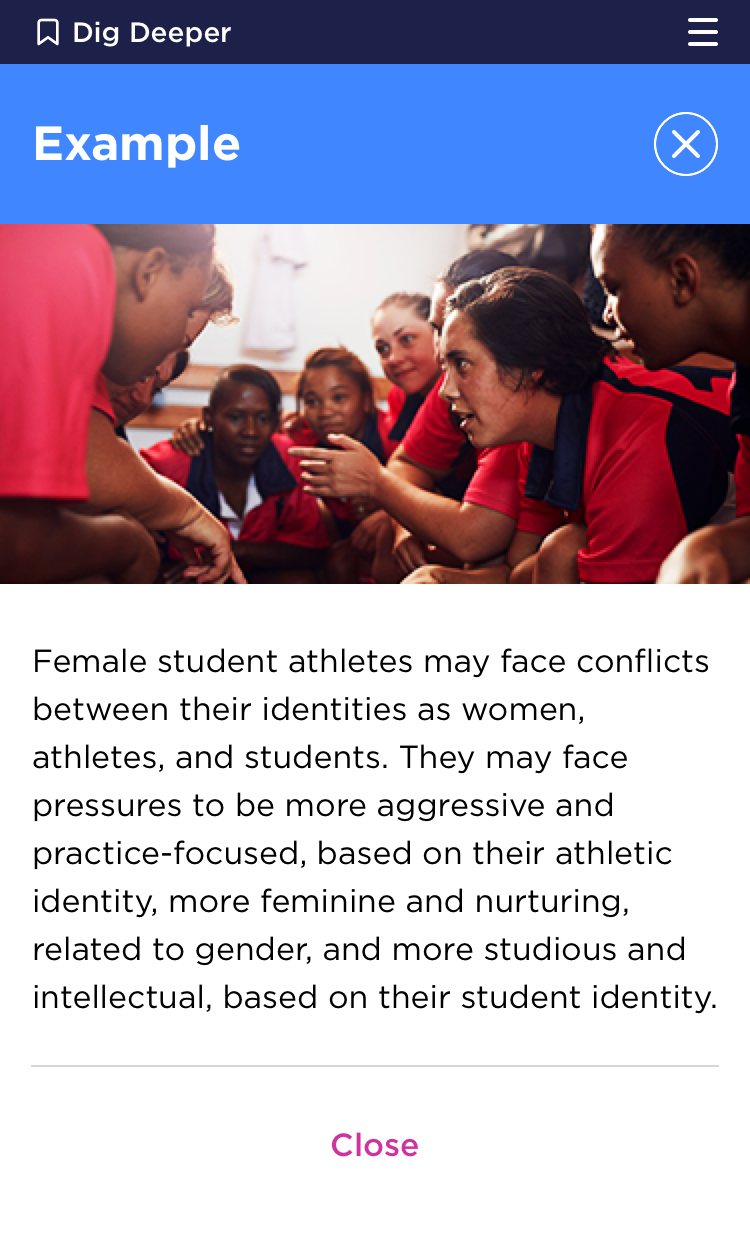 Dig Deeper
Example
Female student athletes may face conflicts
between their identities as women,
athletes, and students. They may face
pressures to be more aggressive and
practice-focused, based on their athletic
identity, more feminine and nurturing,
related to gender, and more studious and
intellectual, based on their student identity.
Close